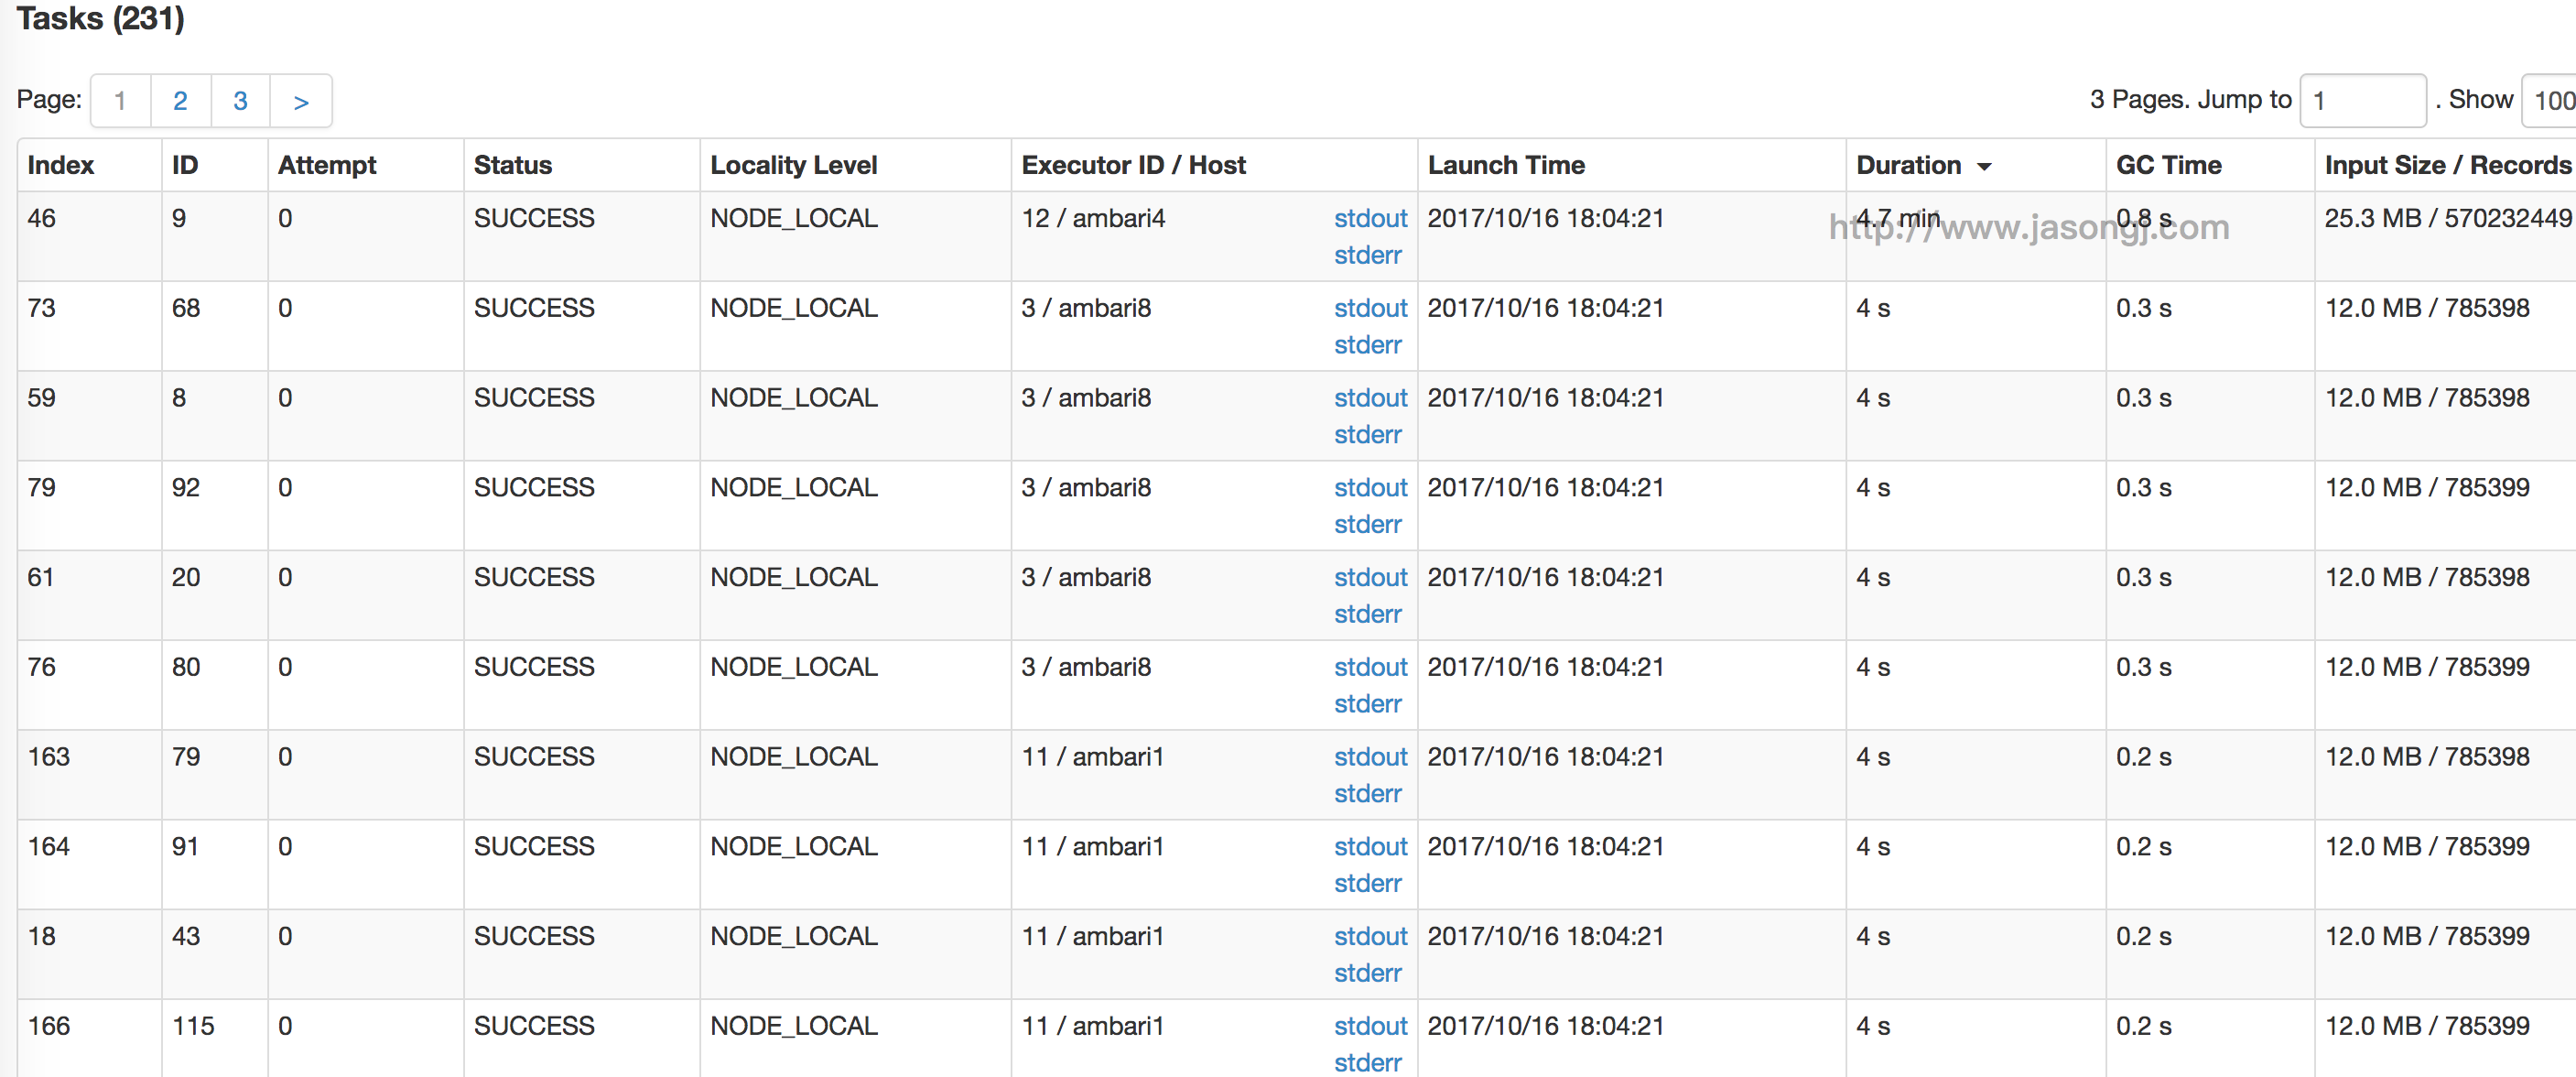 Tasks (231)
Page: 1 2 3 > 3 Pages. Jump to 1 . Show 100
Index ID Attempt Status Locality Level Executor ID / Host Launch Time Duration GC Time Input Size / Records
46 9 0 SUCCESS NODE_LOCAL 12 / ambari4 stdout 2017/10/16 18:04:21 4.7 min 0.8 s 25.3 MB / 570232449
http://www.jasongj.com
stderr
73 68 0 SUCCESS NODE_LOCAL 3 / ambari8 stdout 2017/10/16 18:04:21 4 s 0.3 s 12.0 MB / 785398
stderr
59 8 0 SUCCESS NODE_LOCAL 3 / ambari8 stdout 2017/10/16 18:04:21 4 s 0.3 s 12.0 MB / 785398
stderr
79 92 0 SUCCESS NODE_LOCAL 3 / ambari8 stdout 2017/10/16 18:04:21 4 s 0.3 s 12.0 MB / 785399
stderr
61 20 0 SUCCESS NODE_LOCAL 3 / ambari8 stdout 2017/10/16 18:04:21 4 s 0.3 s 12.0 MB / 785398
stderr
76 80 0 SUCCESS NODE_LOCAL 3 / ambari8 stdout 2017/10/16 18:04:21 4 s 0.3 s 12.0 MB / 785399
stderr
163 79 0 SUCCESS NODE_LOCAL 11 / ambari1 stdout 2017/10/16 18:04:21 4 s 0.2 s 12.0 MB / 785398
stderr
164 91 0 SUCCESS NODE_LOCAL 11 / ambari1 stdout 2017/10/16 18:04:21 4 s 0.2 s 12.0 MB / 785399
stderr
18 43 0 SUCCESS NODE_LOCAL 11 / ambari1 stdout 2017/10/16 18:04:21 4 s 0.2 s 12.0 MB / 785399
stderr
166 115 0 SUCCESS NODE_LOCAL 11 / ambari1 stdout 2017/10/16 18:04:21 4 s 0.2 s 12.0 MB / 785399
stderr